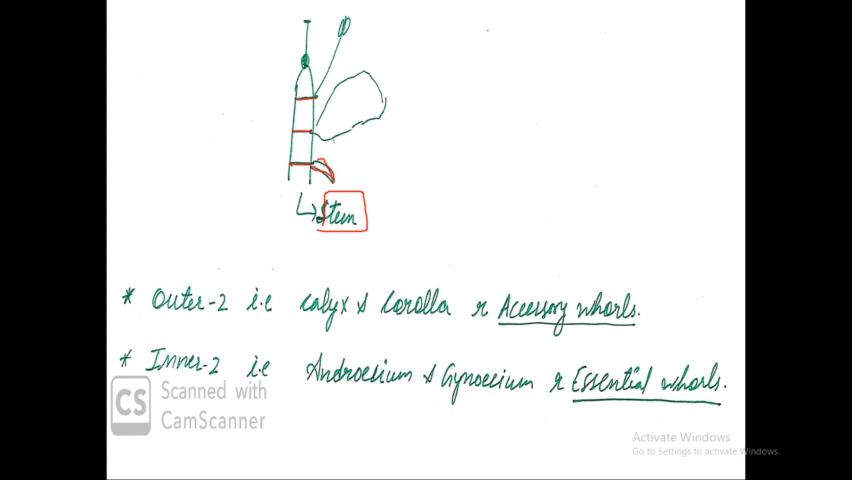 Stem
* Outer-2 i.e calyx & Corolla r Accessory whorls.
* Inner-2 i.e Androecium & Gynoecium r Essential whorls.
CS Scanned with
CamScanner
Activate Windows
Go to Settings to activate Windows.